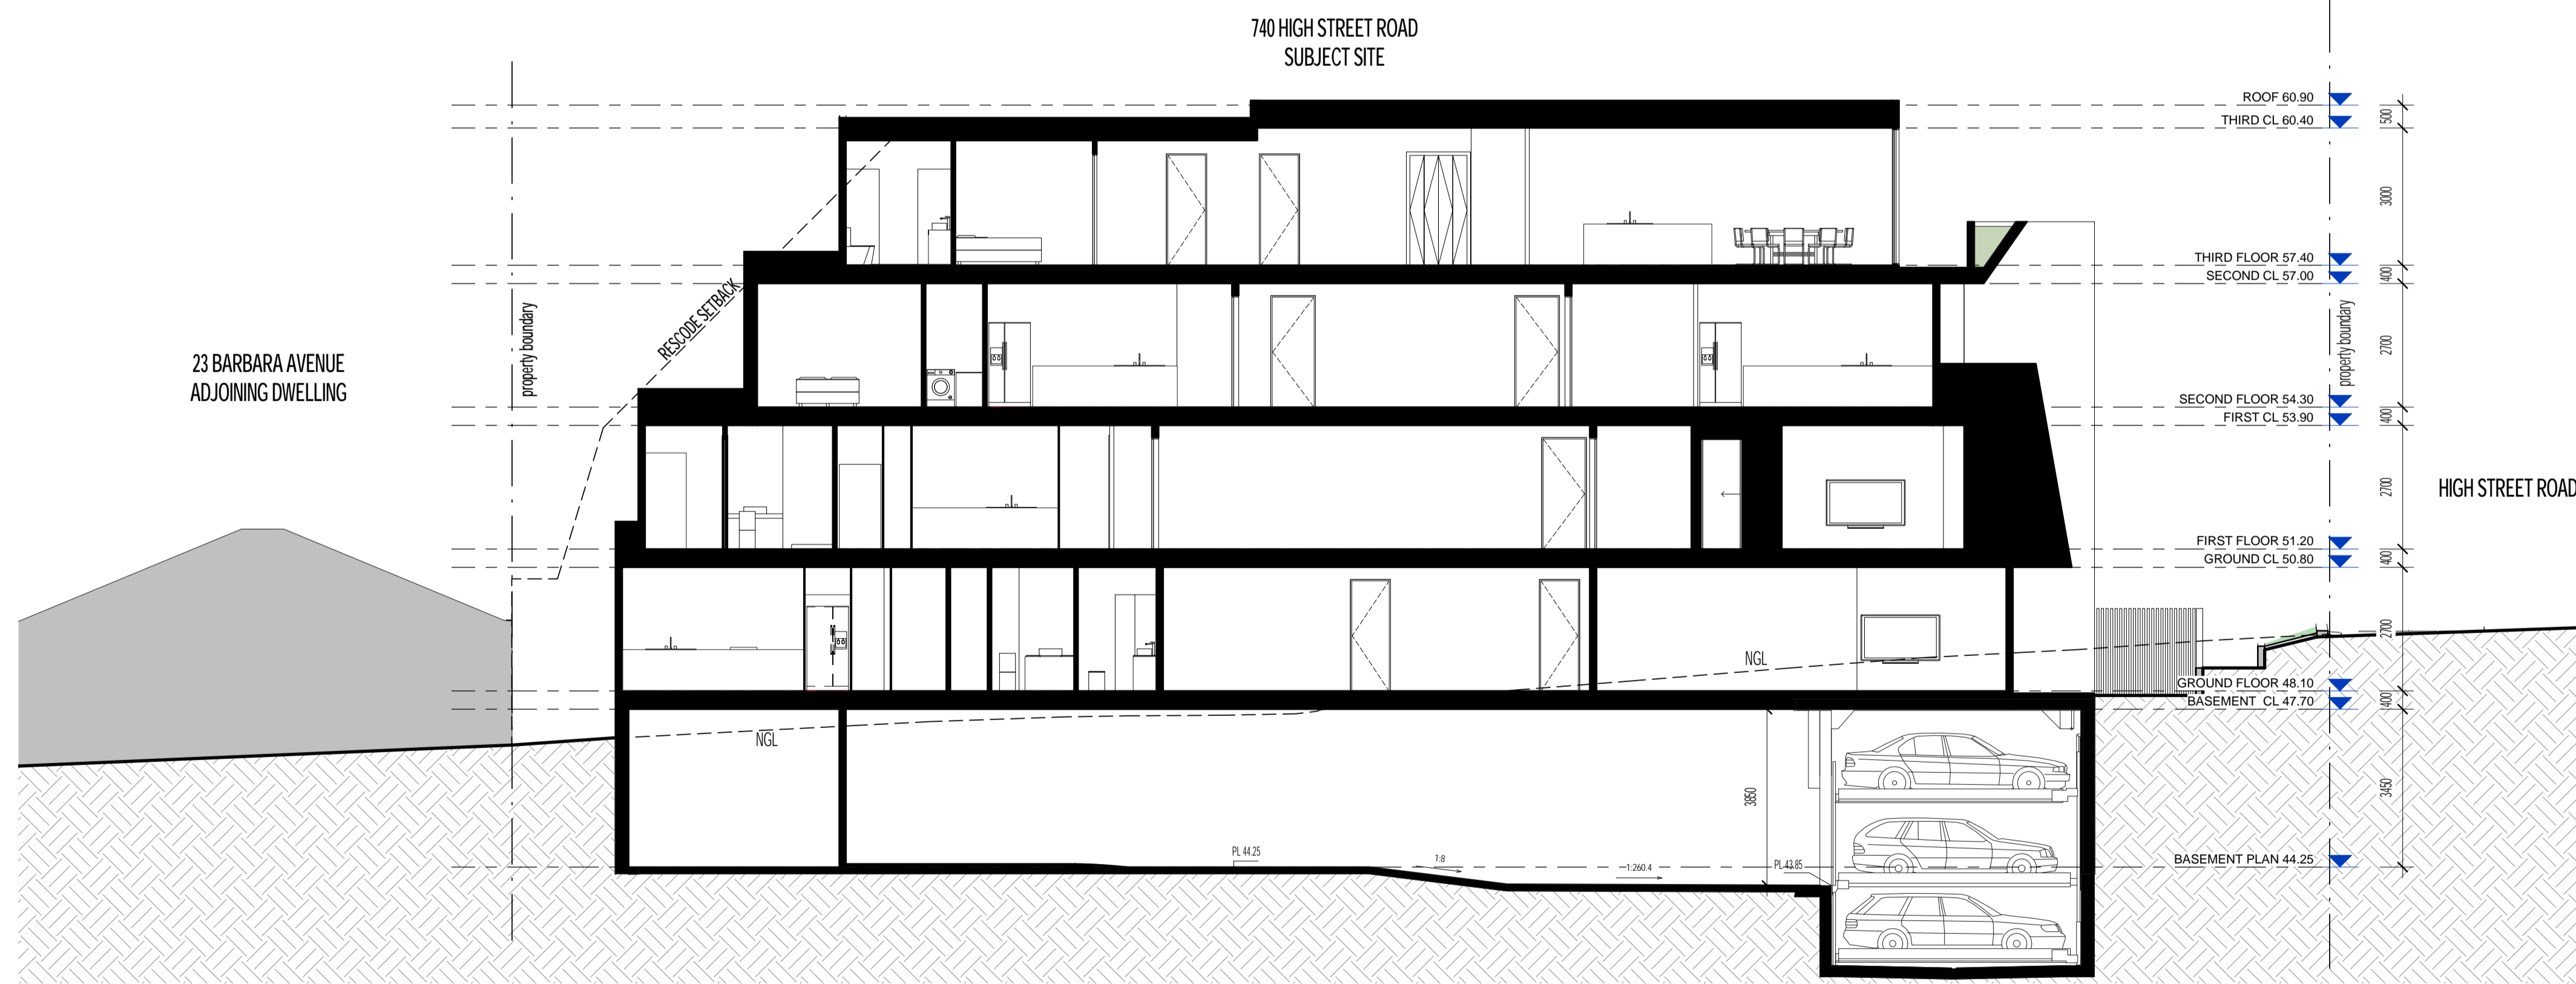 740 HIGH STREET ROAD
SUBJECT SITE
ROOF 60.90
500
THIRD CL 60.40
3000
THIRD FLOOR 57.40
400
SECOND CL 57.00
RESCODE SETBACK
property boundary
property boundary
2700
23 BARBARA AVENUE
ADJOINING DWELLING
SECOND FLOOR 54.30
400
FIRST CL 53.90
2700
HIGH STREET ROAD
FIRST FLOOR 51.20
400
GROUND CL 50.80
2700
NGL
GROUND FLOOR 48.10
400
BASEMENT CL 47.70
NGL
3850
3450
PL 44.25
1:8
1:260.4
PL 43.85
BASEMENT PLAN 44.25